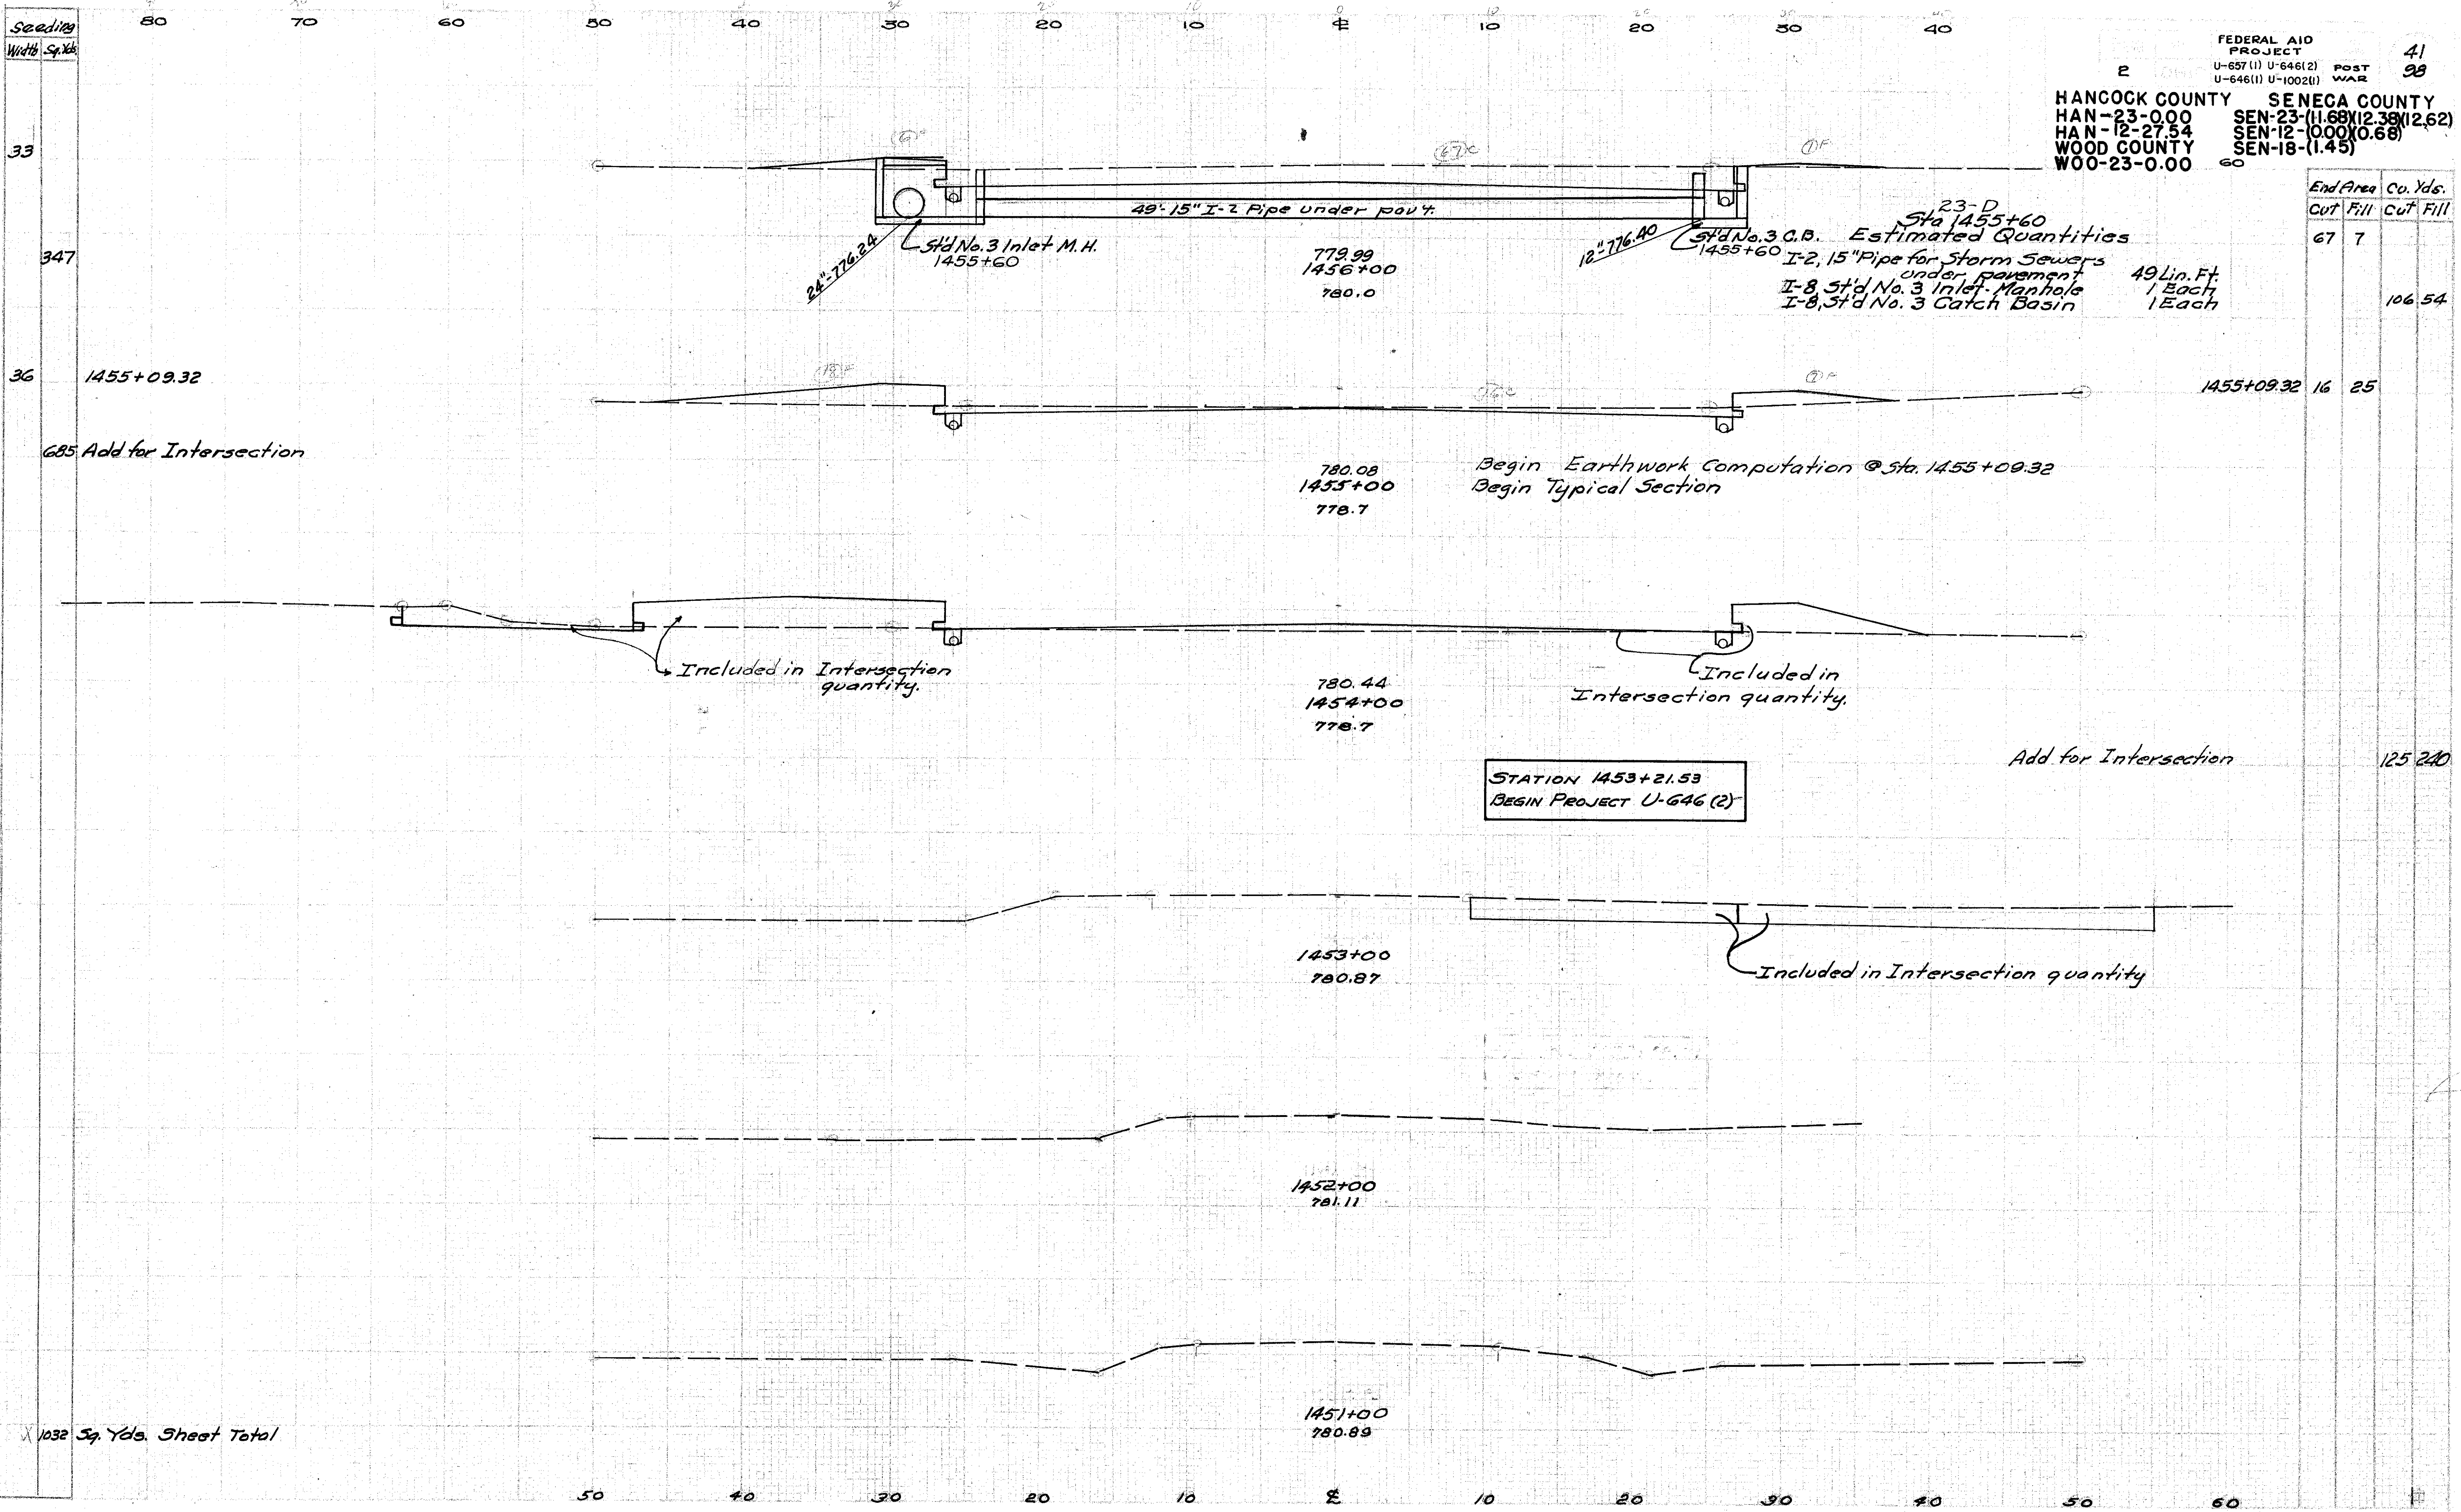 Seeding
Width Sq. Yds.
80 70 60 50 40 30 20 10 ℄ 10 20 30 40
FEDERAL AID
PROJECT
U-657(1) U-646(2) POST
U-646(1) U-1002(1) WAR
41
98
2
HANCOCK COUNTY SENECA COUNTY
HAN-23-0.00 SEN-23-(11.68)(12.38)(12.62)
HAN-12-27.54 SEN-12-(0.00)(0.68)
WOOD COUNTY SEN-18-(1.45)
WOO-23-0.00 60
End Area Cu. Yds.
Cut Fill Cut Fill
33
(6)F
(67)C
(1)F
49'-15" I-2 Pipe under pav't.
24"-776.24
St'd No. 3 Inlet M.H.
1455+60
779.99
1456+00
780.0
12"-776.40
St'd No. 3 C.B.
1455+60
23-D
Sta 1455+60
Estimated Quantities
I-2, 15" Pipe for Storm Sewers
under pavement 49 Lin. Ft.
I-8, St'd No. 3 Inlet-Manhole 1 Each
I-8, St'd No. 3 Catch Basin 1 Each
67 7
347
106 54
36 1455+09.32
(18)F
(16)C
(7)F
1455+09.32 16 25
685 Add for Intersection
780.08
1455+00
778.7
Begin Earthwork Computation @ Sta. 1455+09.32
Begin Typical Section
Included in Intersection
quantity.
780.44
1454+00
778.7
Included in
Intersection quantity.
Add for Intersection 125 240
STATION 1453+21.53
BEGIN PROJECT U-646 (2)
1453+00
780.87
Included in Intersection quantity
1452+00
781.11
1451+00
780.89
1032 Sq. Yds. Sheet Total
50 40 30 20 10 ℄ 10 20 30 40 50 60